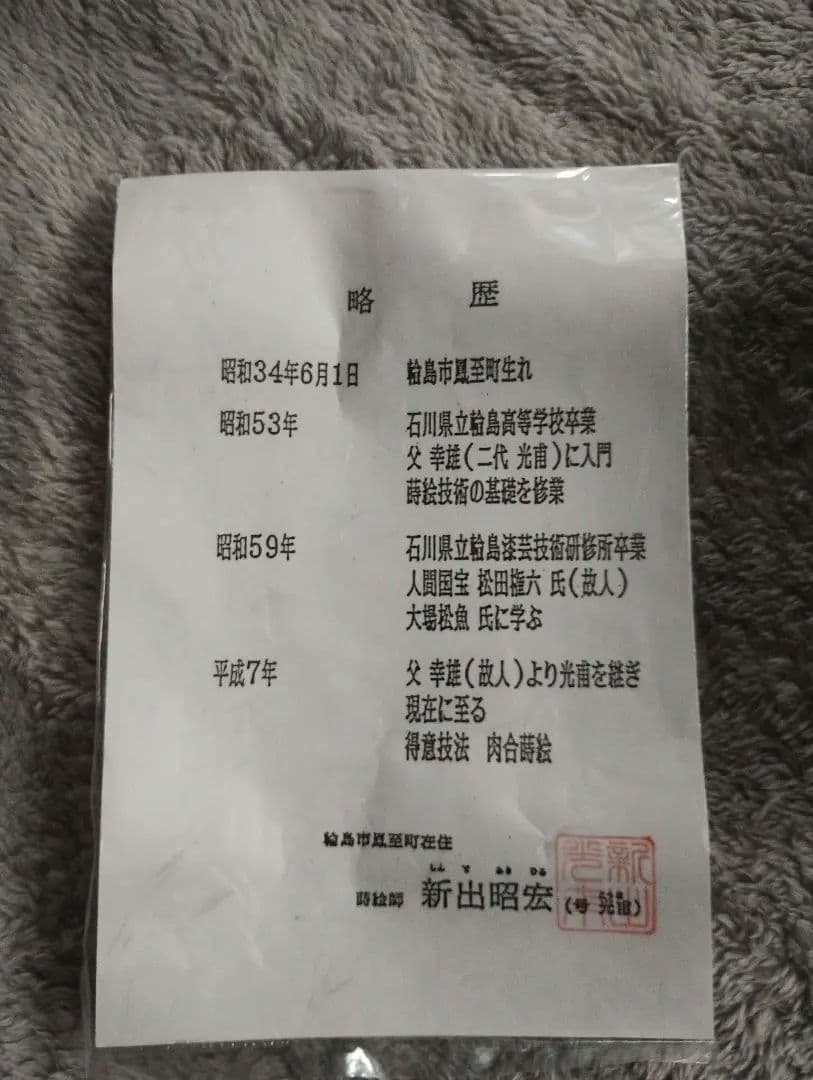 略 歴
昭和34年6月1日 輪島市鳳至町生れ
昭和53年 石川県立輪島高等学校卒業
父 幸雄(二代 光甫)に入門
蒔絵技術の基礎を修業
昭和59年 石川県立輪島漆芸技術研修所卒業
人間国宝 松田権六 氏(故人)
大場松魚 氏に学ぶ
平成7年 父 幸雄(故人)より光甫を継ぎ
現在に至る
得意技法 肉合蒔絵
輪島市鳳至町在住
蒔絵師 新出昭宏(号 光甫)